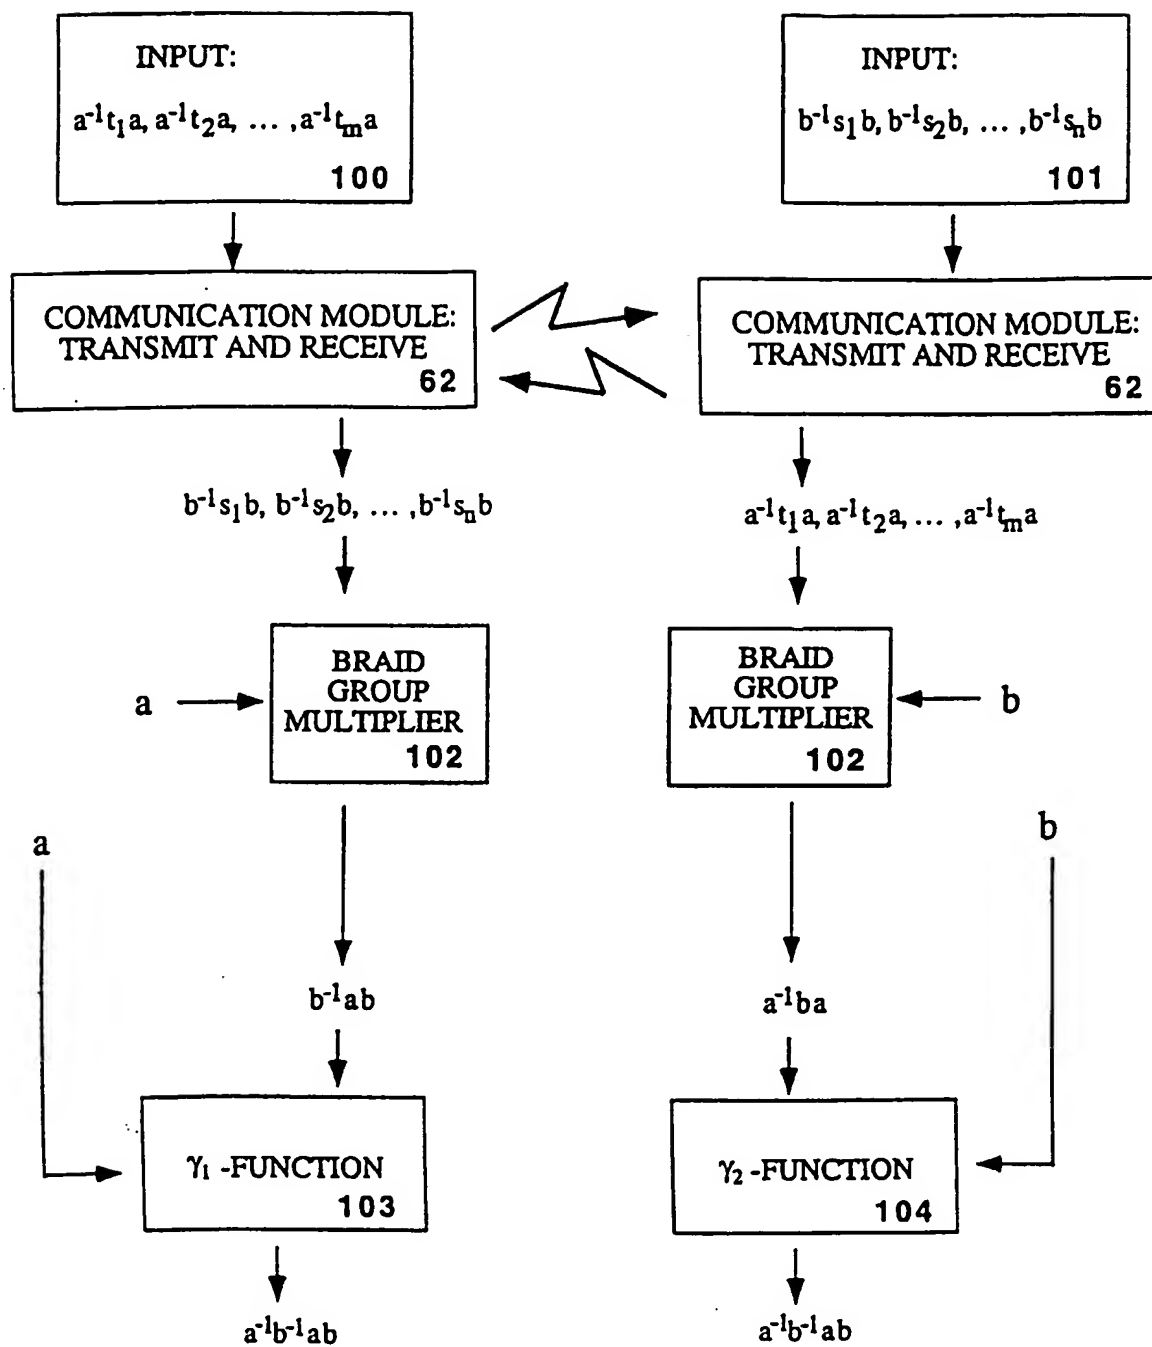 INPUT:
a⁻¹t₁a, a⁻¹t₂a, ... ,a⁻¹tₘa
100
INPUT:
b⁻¹s₁b, b⁻¹s₂b, ... ,b⁻¹sₙb
101
COMMUNICATION MODULE:
TRANSMIT AND RECEIVE
62
COMMUNICATION MODULE:
TRANSMIT AND RECEIVE
62
b⁻¹s₁b, b⁻¹s₂b, ... ,b⁻¹sₙb
a⁻¹t₁a, a⁻¹t₂a, ... ,a⁻¹tₘa
a
BRAID
GROUP
MULTIPLIER
102
BRAID
GROUP
MULTIPLIER
102
b
a
b
b⁻¹ab
a⁻¹ba
γ₁ -FUNCTION
103
γ₂ -FUNCTION
104
a⁻¹b⁻¹ab
a⁻¹b⁻¹ab